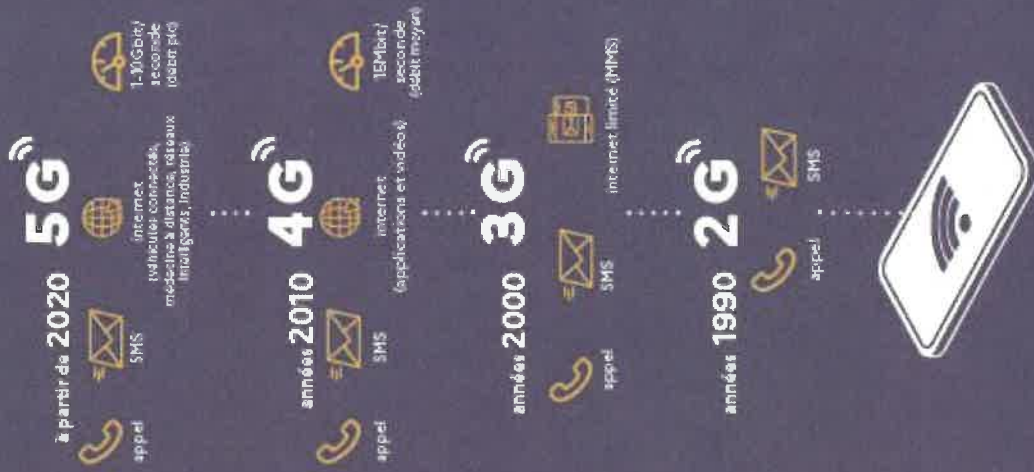 à partir de 2020 5G
appel
SMS
internet
(véhicules connectés,
médecine à distance, réseaux
intelligents, industrie)
1-10Gbit/
seconde
(débit pic)
années 2010 4G
appel
SMS
internet
(applications et vidéos)
15Mbit/
seconde
(débit moyen)
années 2000 3G
appel
SMS
internet limité (MMS)
années 1990 2G
appel
SMS